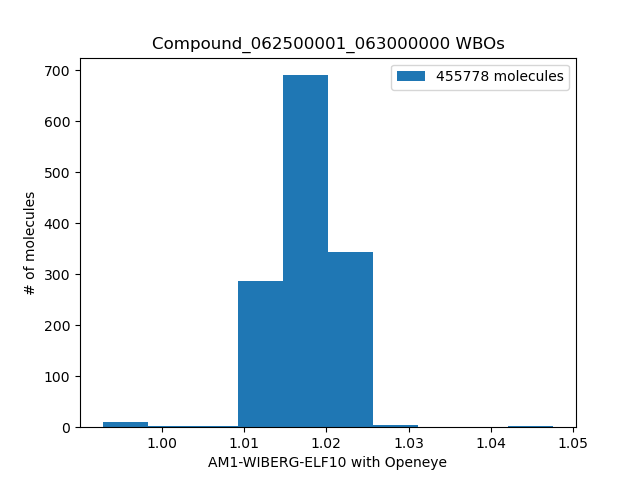 Compound_062500001_063000000 WBOs
455778 molecules
# of molecules
700
600
500
400
300
200
100
0
1.00 1.01 1.02 1.03 1.04 1.05
AM1-WIBERG-ELF10 with Openeye